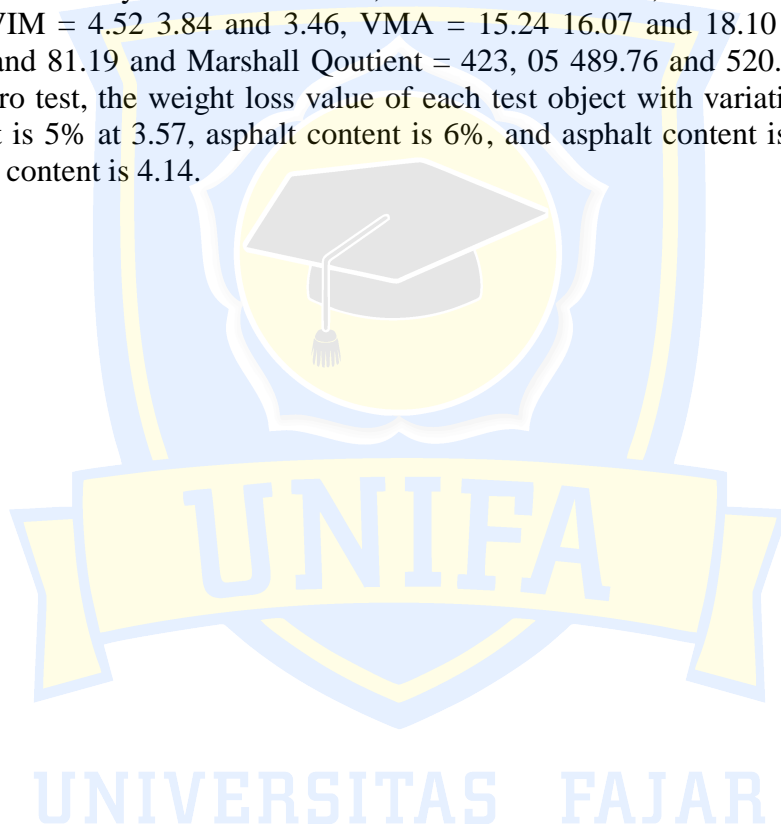 VIM = 4.52 3.84 and 3.46, VMA = 15.24 16.07 and 18.10
and 81.19 and Marshall Qoutient = 423, 05 489.76 and 520.
ro test, the weight loss value of each test object with variati
t is 5% at 3.57, asphalt content is 6%, and asphalt content is
content is 4.14.
UNIFA
UNIVERSITAS FAJAR